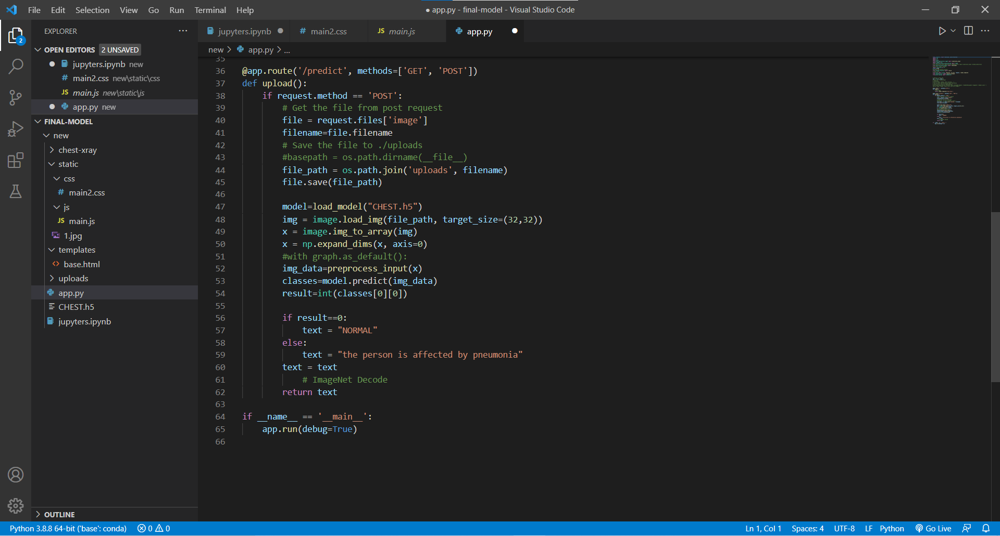 File Edit Selection View Go Run Terminal Help
● app.py - final-model - Visual Studio Code
EXPLORER
2
OPEN EDITORS 2 UNSAVED
jupyters.ipynb new
# main2.css new\static\css
JS main.js new\static\js
app.py new
FINAL-MODEL
new
chest-xray
static
css
# main2.css
js
JS main.js
1.jpg
templates
<> base.html
uploads
app.py
CHEST.h5
jupyters.ipynb
OUTLINE
jupyters.ipynb # main2.css JS main.js app.py
new > app.py > ...
35
36 @app.route('/predict', methods=['GET', 'POST'])
37 def upload():
38     if request.method == 'POST':
39         # Get the file from post request
40         file = request.files['image']
41         filename=file.filename
42         # Save the file to ./uploads
43         #basepath = os.path.dirname(__file__)
44         file_path = os.path.join('uploads', filename)
45         file.save(file_path)
46
47         model=load_model("CHEST.h5")
48         img = image.load_img(file_path, target_size=(32,32))
49         x = image.img_to_array(img)
50         x = np.expand_dims(x, axis=0)
51         #with graph.as_default():
52         img_data=preprocess_input(x)
53         classes=model.predict(img_data)
54         result=int(classes[0][0])
55
56         if result==0:
57             text = "NORMAL"
58         else:
59             text = "the person is affected by pneumonia"
60         text = text
61             # ImageNet Decode
62         return text
63
64 if __name__ == '__main__':
65     app.run(debug=True)
66
Python 3.8.8 64-bit ('base': conda) 0 0 Ln 1, Col 1 Spaces: 4 UTF-8 LF Python Go Live